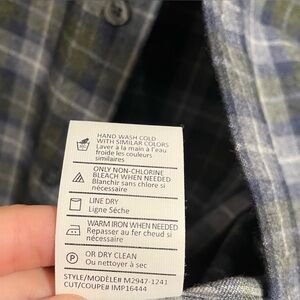 HAND WASH COLD
WITH SIMILAR COLORS
Laver à la main à l'eau
froide les couleurs
similaires
ONLY NON-CHLORINE
BLEACH WHEN NEEDED
Blanchir sans chlore si
nécessaire
LINE DRY
Ligne Sèche
WARM IRON WHEN NEEDED
Repasser au fer cheud si
nécessaire
P
OR DRY CLEAN
Ou nettoyer à sec
STYLE/MODÈLE# M2947-1241
CUT/COUPE# IMP16444